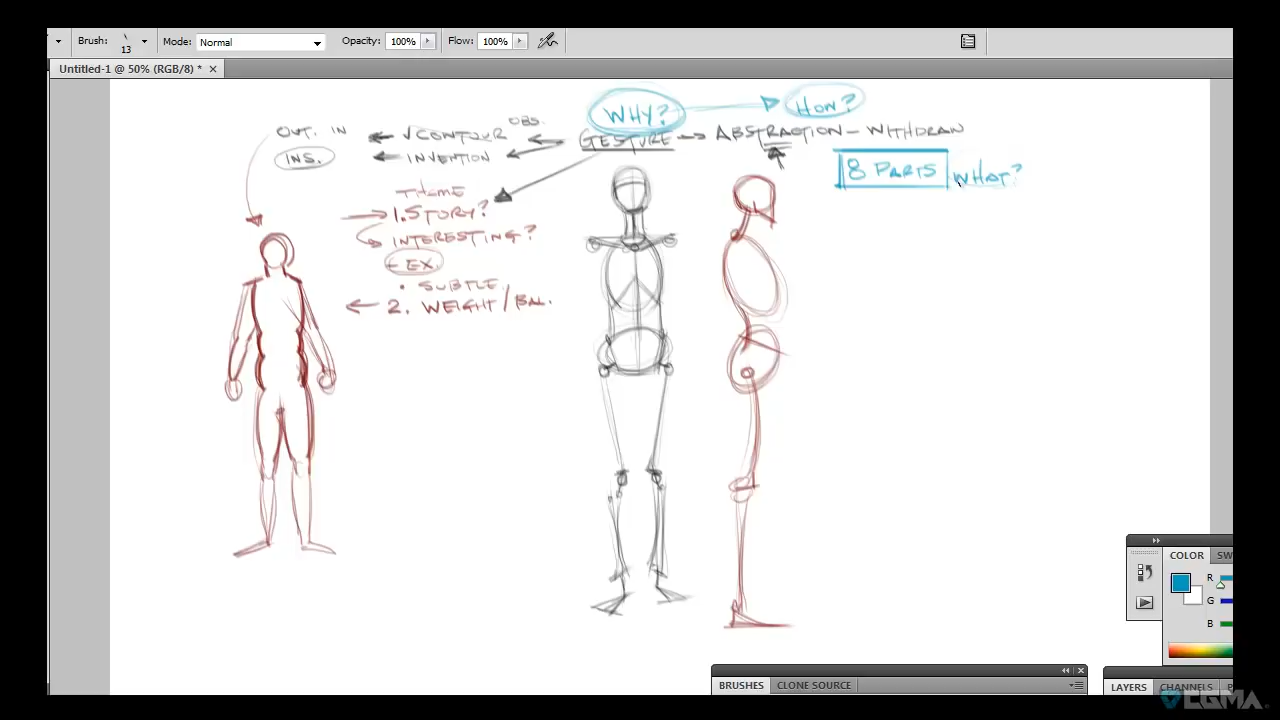 Brush: 13 Mode: Normal Opacity: 100% Flow: 100%
Untitled-1 @ 50% (RGB/8) *
WHY? HOW?
OUT. IN √CONTOUR OBS. GESTURE ABSTRACTION - WITHDRAW
INS. INVENTION
8 PARTS WHAT?
THEME
1. STORY?
INTERESTING?
- EX.
• SUBTLE
2. WEIGHT/BAL.
COLOR SW
R
G
B
BRUSHES CLONE SOURCE
LAYERS CHANNELS P
CGMA